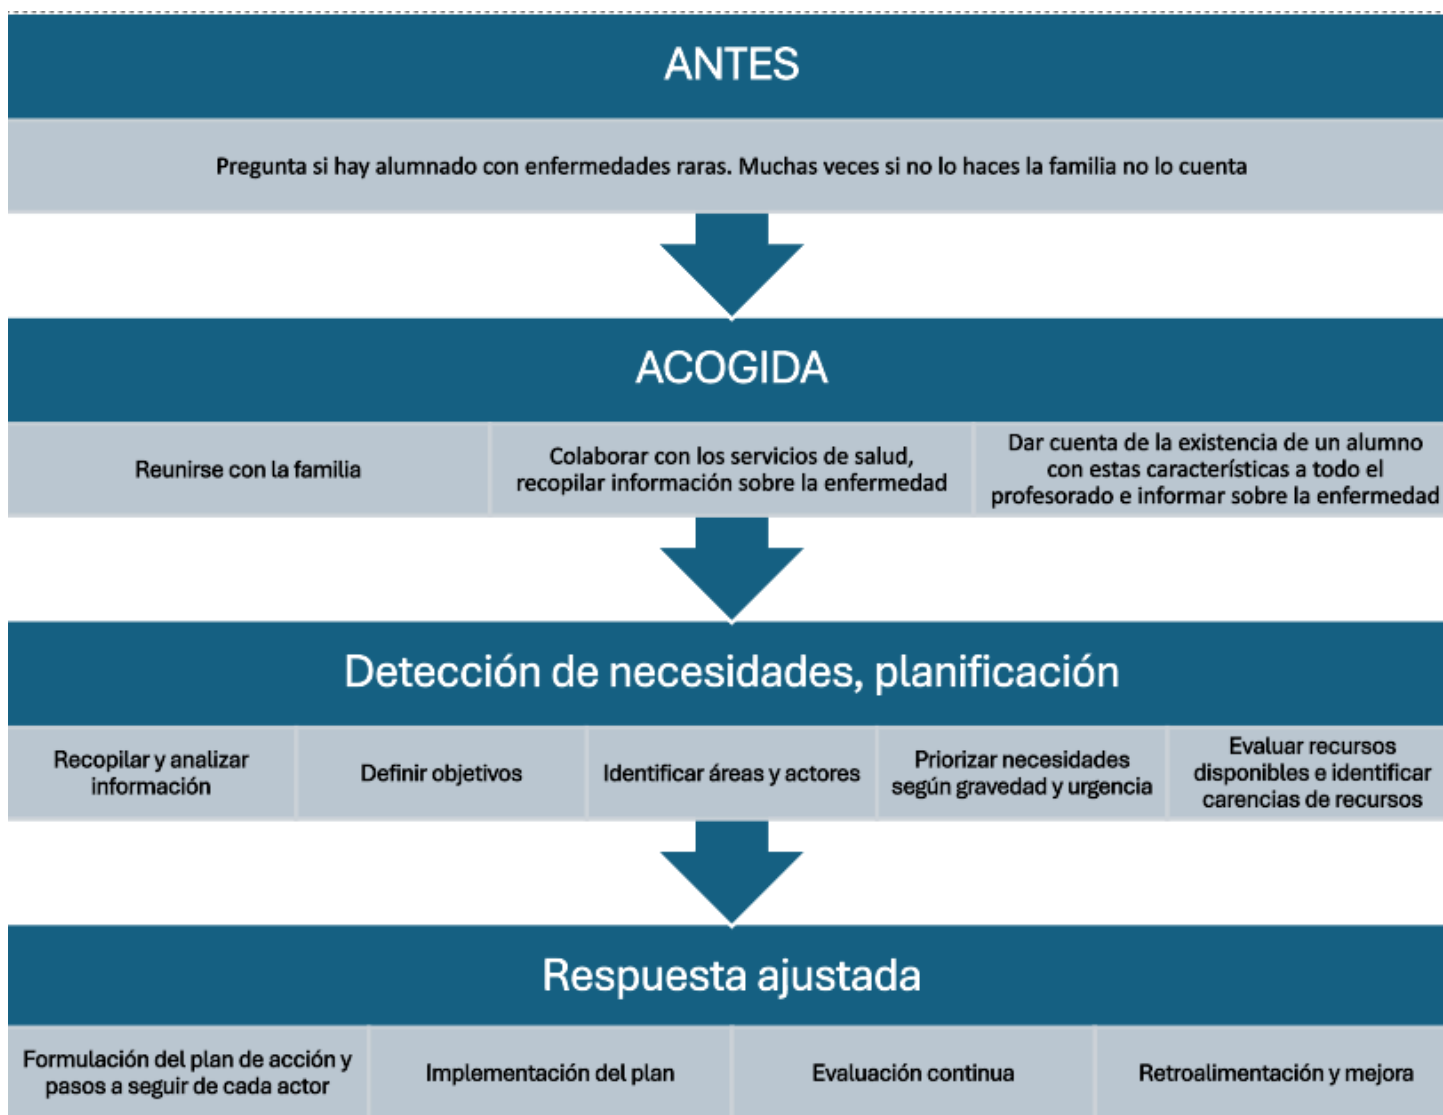 ANTES
Pregunta si hay alumnado con enfermedades raras. Muchas veces si no lo haces la familia no lo cuenta
ACOGIDA
Reunirse con la familia
Colaborar con los servicios de salud,
recopilar información sobre la enfermedad
Dar cuenta de la existencia de un alumno
con estas características a todo el
profesorado e informar sobre la enfermedad
Detección de necesidades, planificación
Recopilar y analizar
información
Definir objetivos
Identificar áreas y actores
Priorizar necesidades
según gravedad y urgencia
Evaluar recursos
disponibles e identificar
carencias de recursos
Respuesta ajustada
Formulación del plan de acción y
pasos a seguir de cada actor
Implementación del plan
Evaluación continua
Retroalimentación y mejora